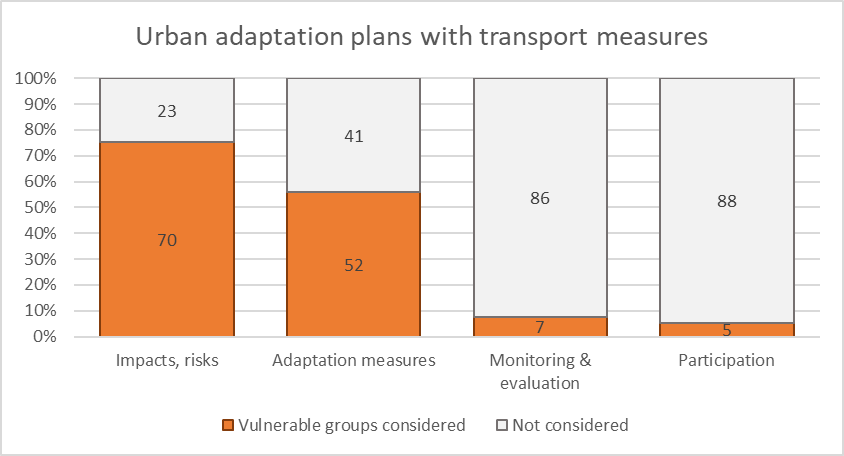 Urban adaptation plans with transport measures
100%
90%
80%
70%
60%
50%
40%
30%
20%
10%
0%
23
70
41
52
86
7
88
5
Impacts, risks
Adaptation measures
Monitoring &
evaluation
Participation
Vulnerable groups considered
Not considered